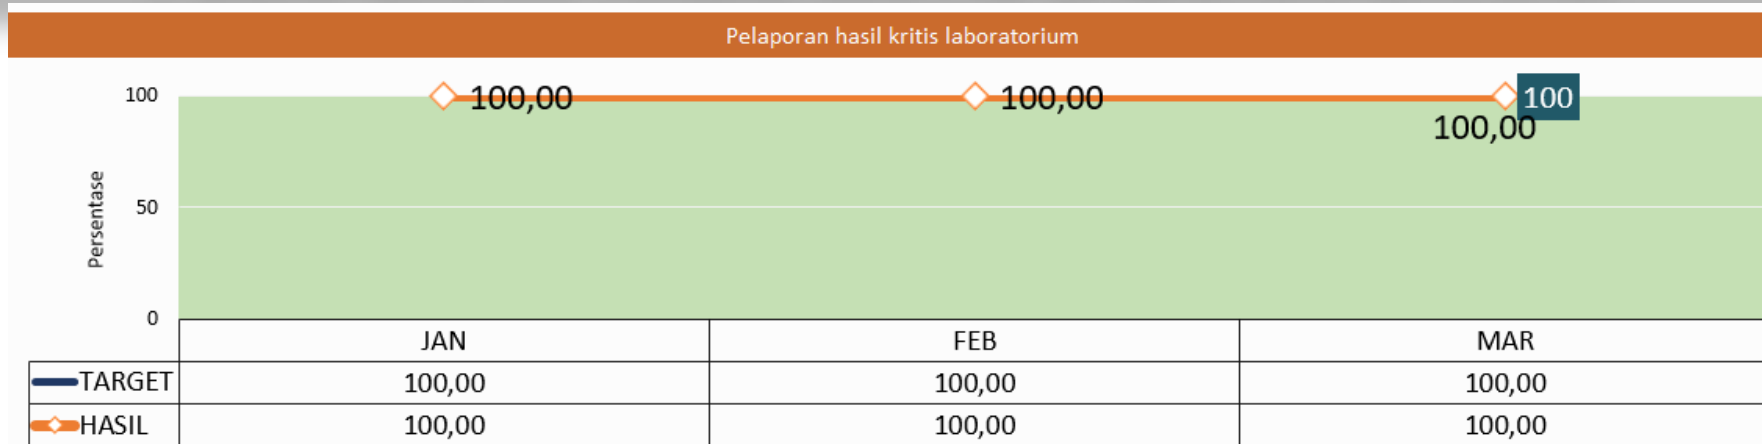 Pelaporan hasil kritis laboratorium
100
100,00
100,00
100
100,00
Persentase
50
0
JAN FEB MAR
TARGET 100,00 100,00 100,00
HASIL 100,00 100,00 100,00